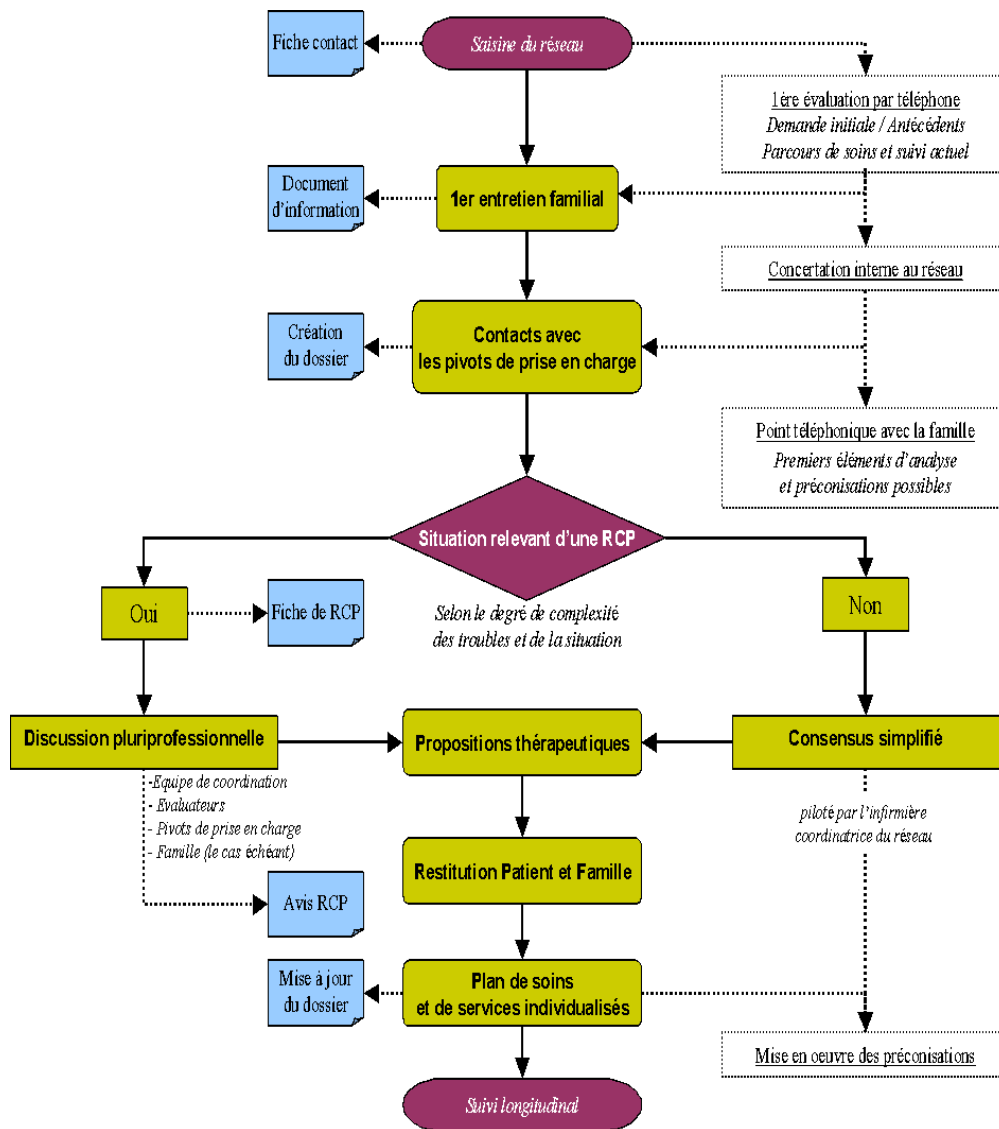 Fiche contact
Saisine du réseau
1ére évaluation par téléphone
Demande initiale / Antécédents
Parcours de soins et suivi actuel
Document
d'information
1er entretien familial
Concertation interne au réseau
Création
du dossier
Contacts avec
les pivots de prise en charge
Point téléphonique avec la famille
Premiers éléments d'analyse
et préconisations possibles
Situation relevant d'une RCP
Oui
Fiche de RCP
Selon le degré de complexité
des troubles et de la situation
Non
Discussion pluriprofessionnelle
Propositions thérapeutiques
Consensus simplifié
-Equipe de coordination
- Evaluateurs
- Pivots de prise en charge
- Famille (le cas échéant)
piloté par l'infirmière
coordinatrice du réseau
Restitution Patient et Famille
Avis RCP
Mise à jour
du dossier
Plan de soins
et de services individualisés
Mise en oeuvre des préconisations
Suivi longitudinal